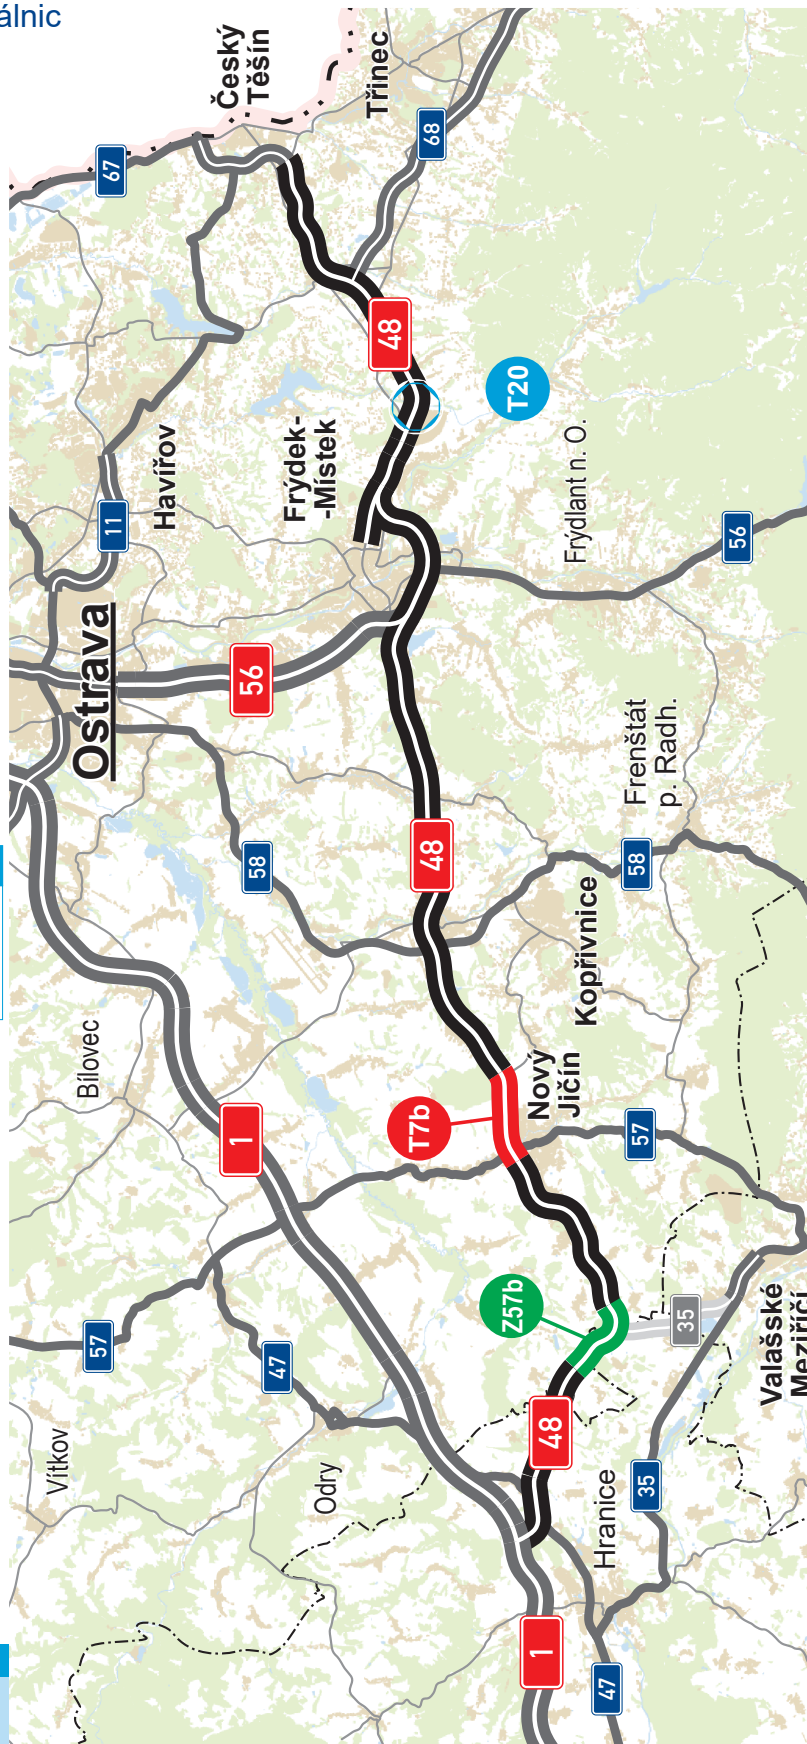 álnic
Český
Těšín
Třinec
67
68
48
T20
Havířov
Frýdek-
-Místek
11
Frýdlant n. O.
56
Ostrava
56
Frenštát
p. Radh.
48
58
58
Kopřivnice
Bílovec
Nový
Jičín
T7b
1
57
Z57b
57
35
47
Valašské
Meziříčí
48
Vítkov
Odry
Hranice
35
1
47